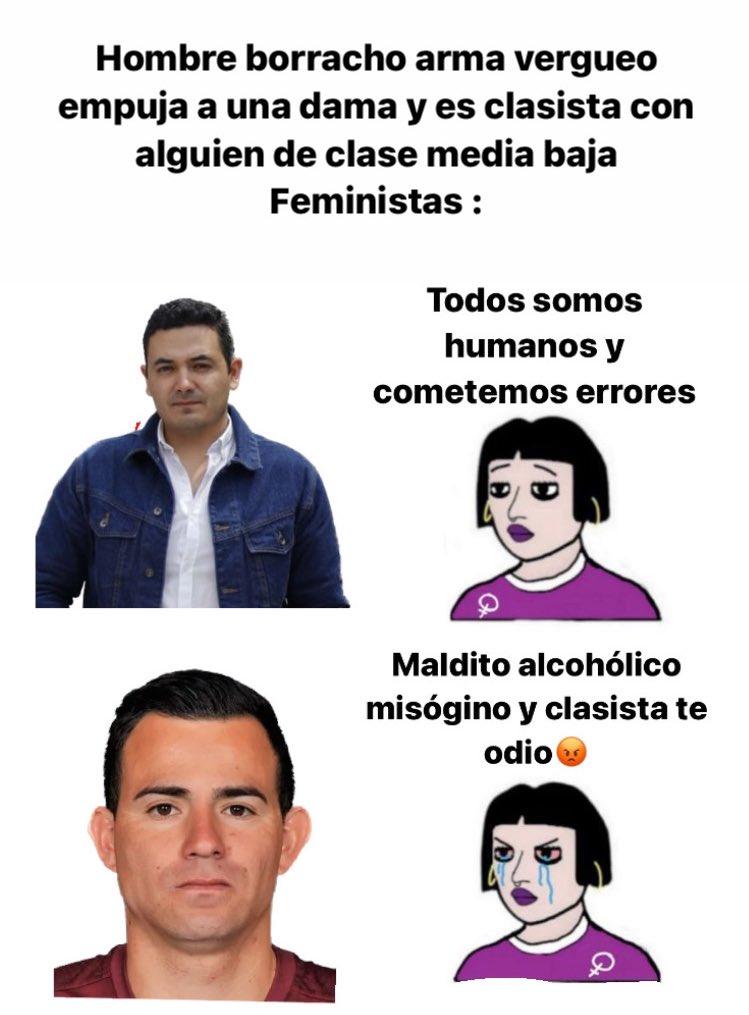 Hombre borracho arma vergueo
empuja a una dama y es clasista con
alguien de clase media baja
Feministas :
Todos somos
humanos y
cometemos errores
Maldito alcohólico
misógino y clasista te
odio😡